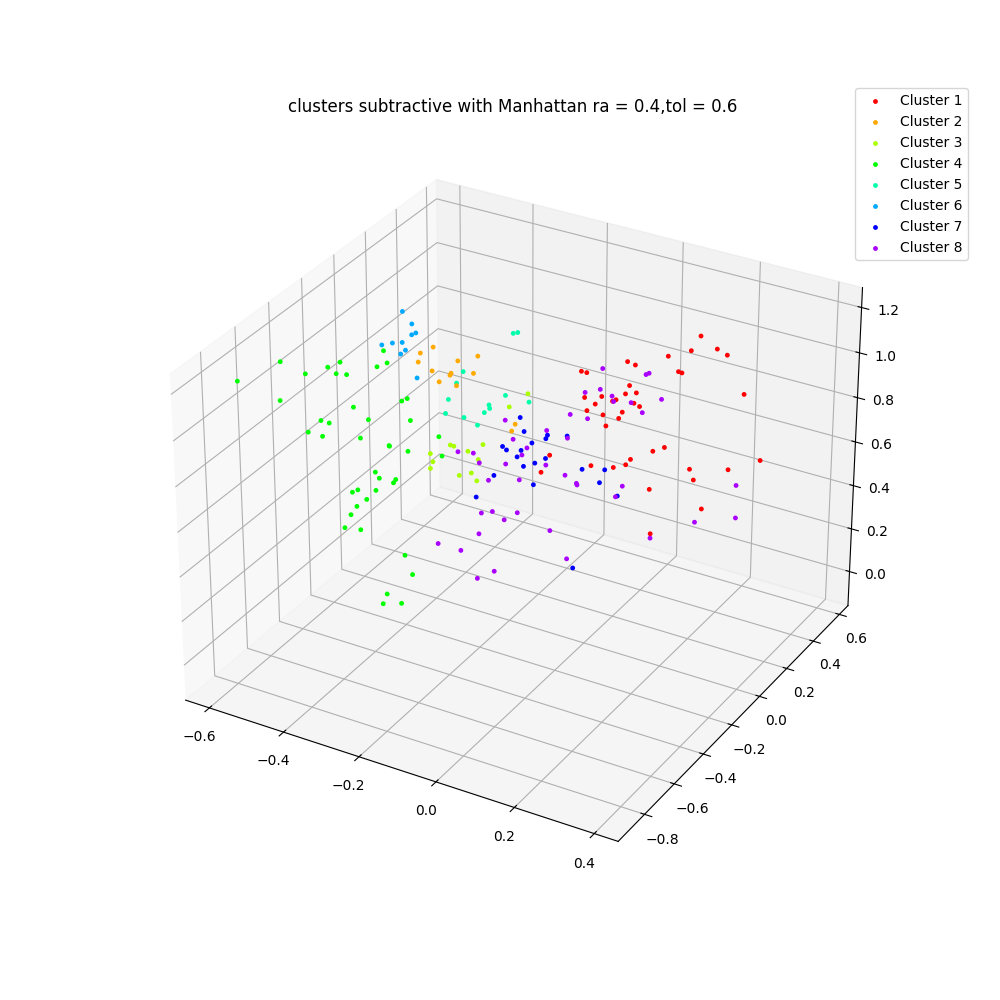 clusters subtractive with Manhattan ra = 0.4,tol = 0.6
Cluster 1
Cluster 2
Cluster 3
Cluster 4
Cluster 5
Cluster 6
Cluster 7
Cluster 8
1.2
1.0
0.8
0.6
0.4
0.2
0.0
0.6
0.4
0.2
0.0
−0.2
−0.4
−0.6
−0.8
−0.6
−0.4
−0.2
0.0
0.2
0.4